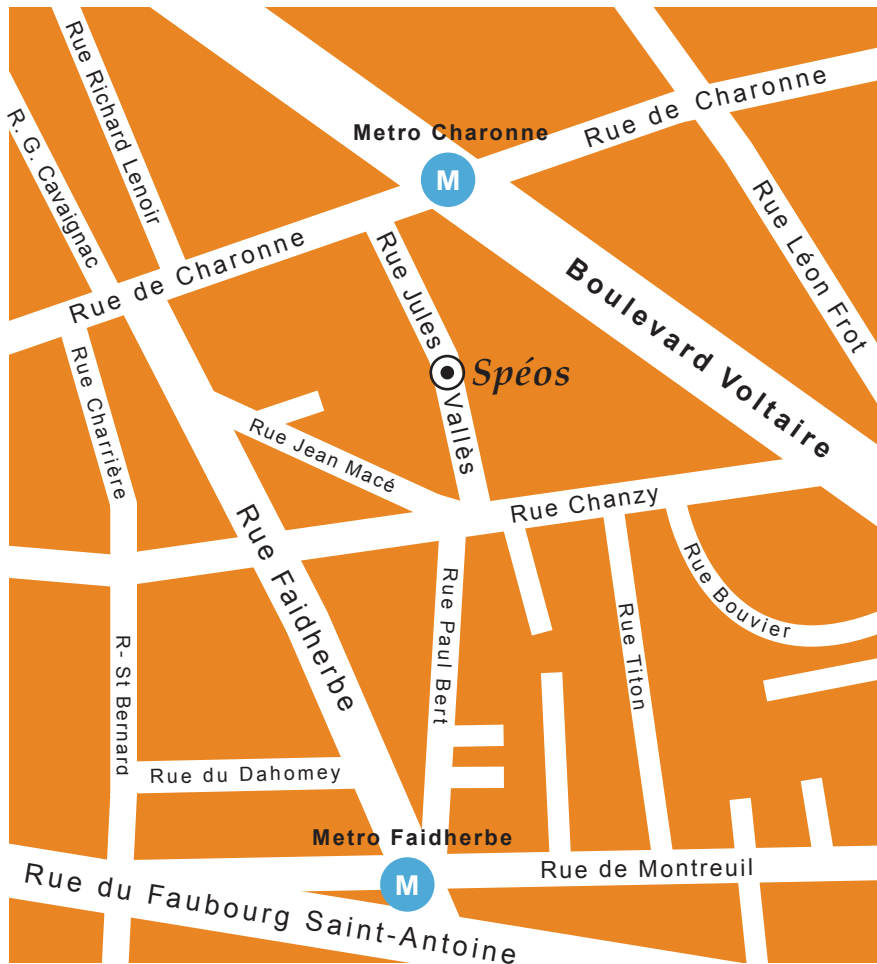 Rue Richard Lenoir
R. G. Cavaignac
Metro Charonne
M
Rue de Charonne
Rue Léon Frot
Rue de Charonne
Rue Jules Vallès
Boulevard Voltaire
Spéos
Rue Charrière
Rue Jean Macé
Rue Chanzy
Rue Faidherbe
Rue Bouvier
Rue Paul Bert
Rue Titon
R- St Bernard
Rue du Dahomey
Metro Faidherbe
M
Rue de Montreuil
Rue du Faubourg Saint-Antoine